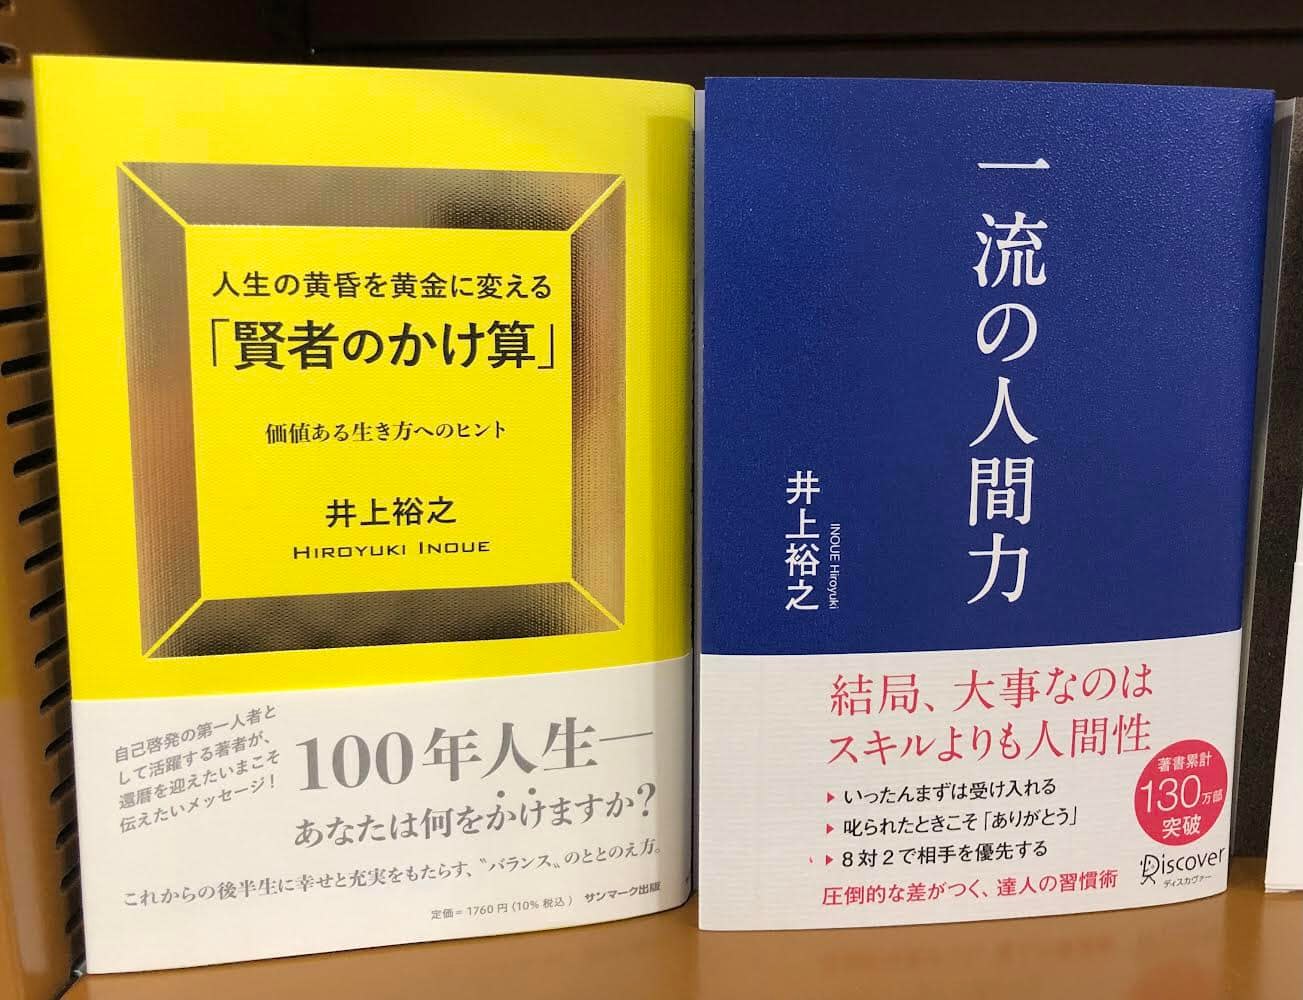 人生の黄昏を黄金に変える
「賢者のかけ算」
価値ある生き方へのヒント
井上裕之
HIROYUKI INOUE
自己啓発の第一人者と
して活躍する著者が、
還暦を迎えたいまこそ
伝えたいメッセージ!
100年人生―
あなたは何をかけますか?
これからの後半生に幸せと充実をもたらす、〝バランス〟のととのえ方。
定価=1760円(10%税込) サンマーク出版
一流の人間力
井上裕之
INOUE Hiroyuki
結局、大事なのは
スキルよりも人間性
▶いったんまずは受け入れる
▶叱られたときこそ「ありがとう」
▶8対2で相手を優先する
圧倒的な差がつく、達人の習慣術
著書累計
130万部
突破
Discover
ディスカヴァー